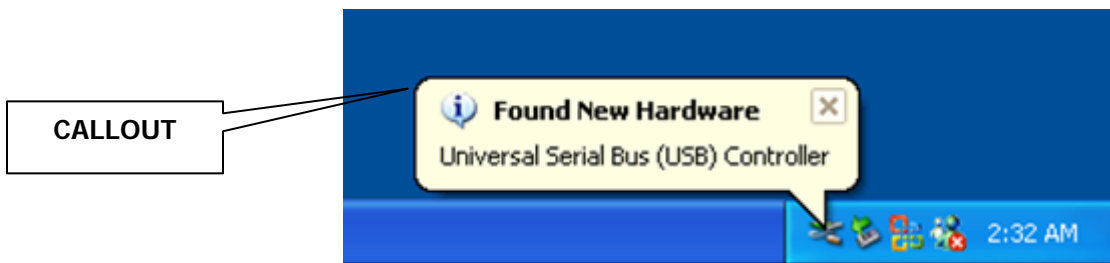 CALLOUT
Found New Hardware
Universal Serial Bus (USB) Controller
2:32 AM